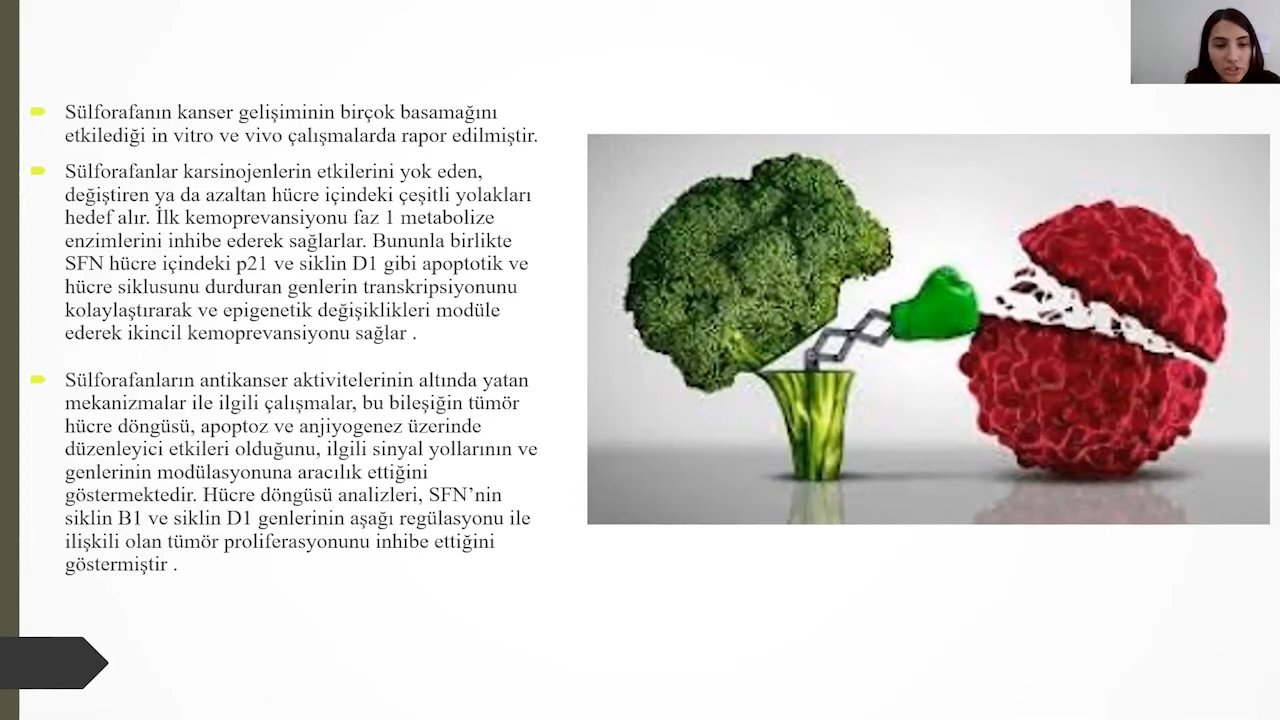 Sülforafanın kanser gelişiminin birçok basamağını
etkilediği in vitro ve vivo çalışmalarda rapor edilmiştir.
Sülforafanlar karsinojenlerin etkilerini yok eden,
değiştiren ya da azaltan hücre içindeki çeşitli yolakları
hedef alır. İlk kemoprevansiyonu faz 1 metabolize
enzimlerini inhibe ederek sağlarlar. Bununla birlikte
SFN hücre içindeki p21 ve siklin D1 gibi apoptotik ve
hücre siklusunu durduran genlerin transkripsiyonunu
kolaylaştırarak ve epigenetik değişiklikleri modüle
ederek ikincil kemoprevansiyonu sağlar .
Sülforafanların antikanser aktivitelerinin altında yatan
mekanizmalar ile ilgili çalışmalar, bu bileşiğin tümör
hücre döngüsü, apoptoz ve anjiyogenez üzerinde
düzenleyici etkileri olduğunu, ilgili sinyal yollarının ve
genlerinin modülasyonuna aracılık ettiğini
göstermektedir. Hücre döngüsü analizleri, SFN’nin
siklin B1 ve siklin D1 genlerinin aşağı regülasyonu ile
ilişkili olan tümör proliferasyonunu inhibe ettiğini
göstermiştir .